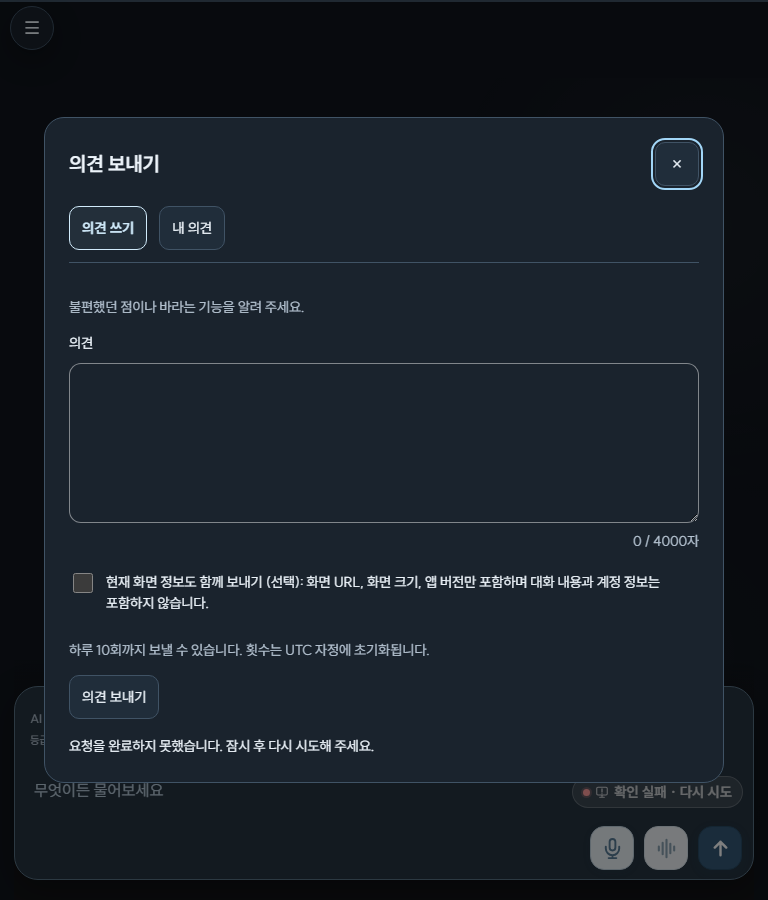 의견 보내기
×
의견 쓰기
내 의견
불편했던 점이나 바라는 기능을 알려 주세요.
의견
0 / 4000자
현재 화면 정보도 함께 보내기 (선택): 화면 URL, 화면 크기, 앱 버전만 포함하며 대화 내용과 계정 정보는
포함하지 않습니다.
하루 10회까지 보낼 수 있습니다. 횟수는 UTC 자정에 초기화됩니다.
의견 보내기
요청을 완료하지 못했습니다. 잠시 후 다시 시도해 주세요.
AI
무엇이든 물어보세요
확인 실패 · 다시 시도